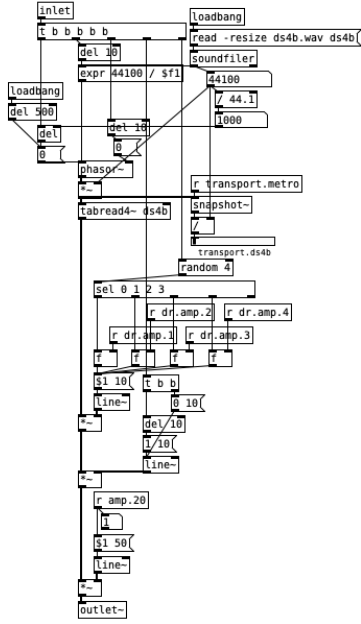 inlet
loadbang
t b b b b b
read -resize ds4b.wav ds4b
del 10
soundfiler
expr 44100 / $f1
44100
loadbang
/ 44.1
del 500
1000
del
del 10
0
0
phasor~
*~
r transport.metro
tabread4~ ds4b
snapshot~
/
transport.ds4b
random 4
sel 0 1 2 3
r dr.amp.2
r dr.amp.4
r dr.amp.1
r dr.amp.3
f
f
f
f
$1 10
t b b
line~
0 10
*~
del 10
1 10
line~
*~
r amp.20
1
$1 50
line~
*~
outlet~